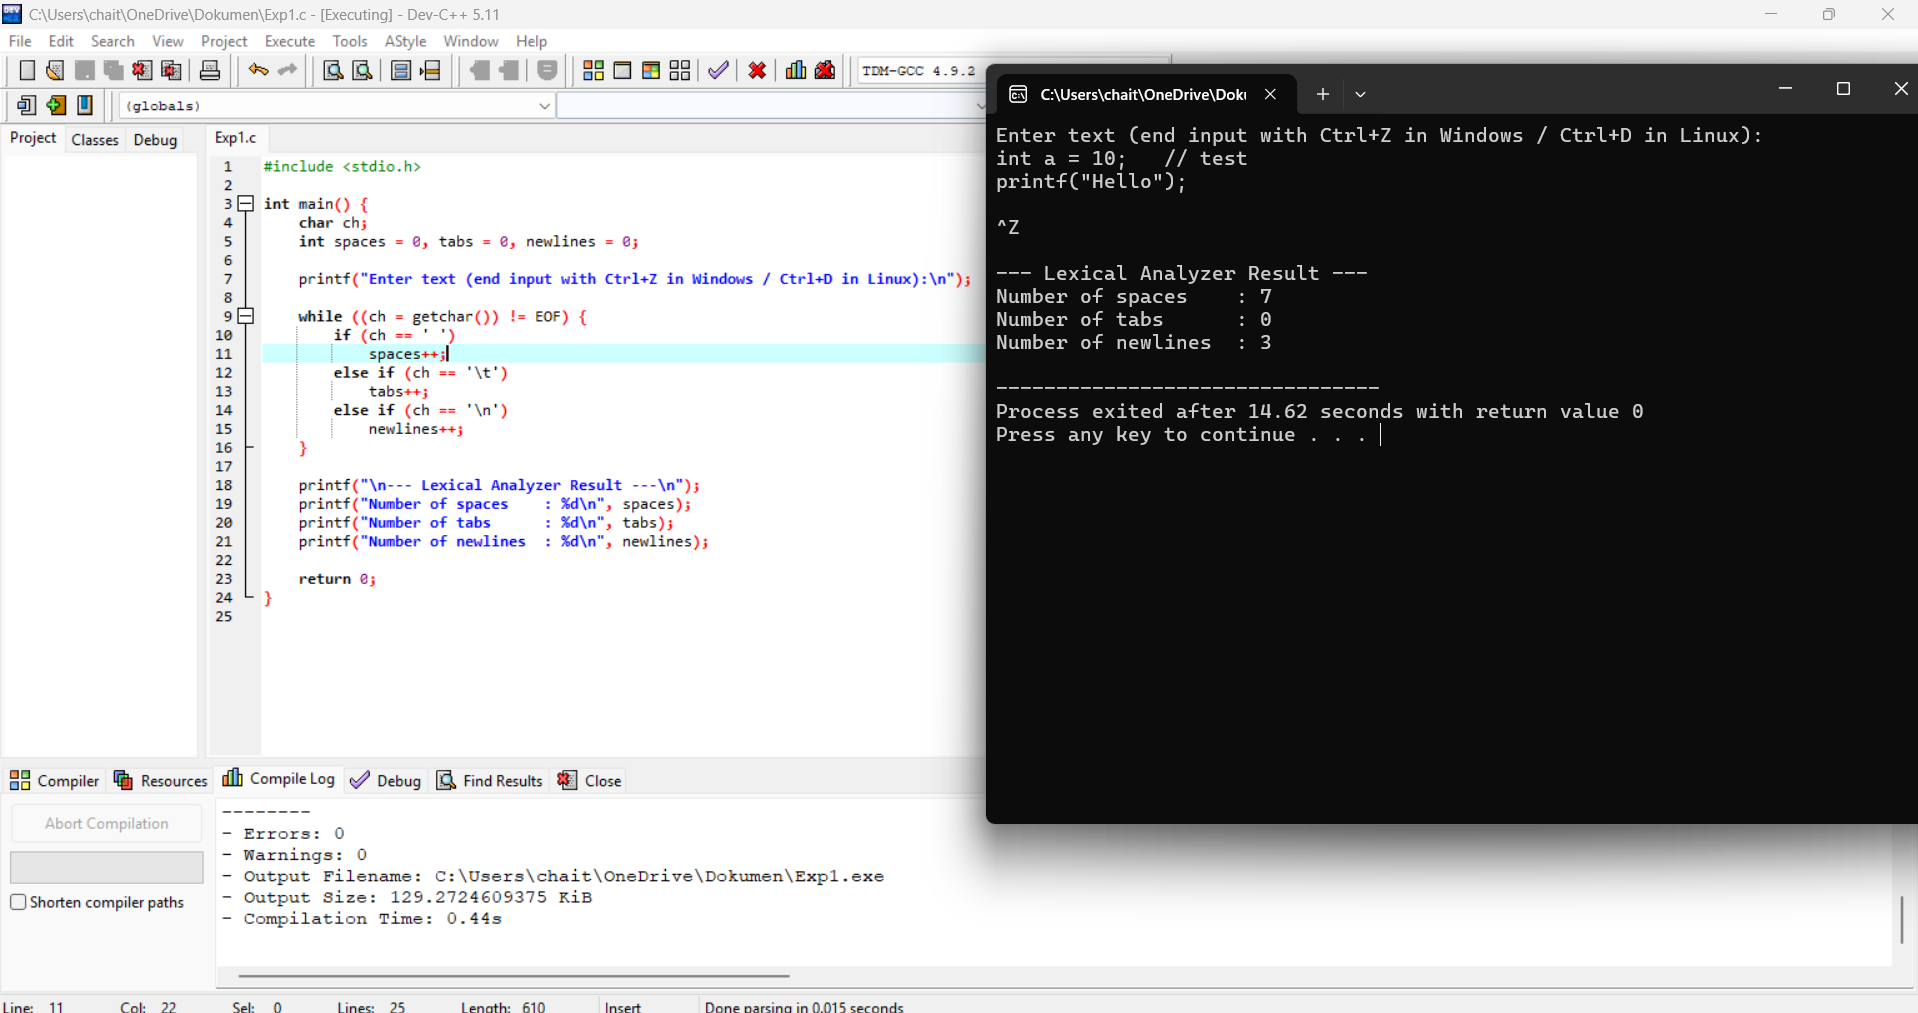 C:\Users\chait\OneDrive\Dokumen\Exp1.c - [Executing] - Dev-C++ 5.11
File Edit Search View Project Execute Tools AStyle Window Help
TDM-GCC 4.9.2
(globals)
Project Classes Debug
Exp1.c
1 #include <stdio.h>
2
3 int main() {
4     char ch;
5     int spaces = 0, tabs = 0, newlines = 0;
6
7     printf("Enter text (end input with Ctrl+Z in Windows / Ctrl+D in Linux):\n");
8
9     while ((ch = getchar()) != EOF) {
10         if (ch == ' ')
11             spaces++;
12         else if (ch == '\t')
13             tabs++;
14         else if (ch == '\n')
15             newlines++;
16     }
17
18     printf("\n--- Lexical Analyzer Result ---\n");
19     printf("Number of spaces    : %d\n", spaces);
20     printf("Number of tabs      : %d\n", tabs);
21     printf("Number of newlines  : %d\n", newlines);
22
23     return 0;
24 }
25
C:\Users\chait\OneDrive\Dok
Enter text (end input with Ctrl+Z in Windows / Ctrl+D in Linux):
int a = 10;   // test
printf("Hello");
^Z
--- Lexical Analyzer Result ---
Number of spaces    : 7
Number of tabs      : 0
Number of newlines  : 3
--------------------------------
Process exited after 14.62 seconds with return value 0
Press any key to continue . . .
Compiler Resources Compile Log Debug Find Results Close
Abort Compilation
Shorten compiler paths
--------
- Errors: 0
- Warnings: 0
- Output Filename: C:\Users\chait\OneDrive\Dokumen\Exp1.exe
- Output Size: 129.2724609375 KiB
- Compilation Time: 0.44s
Line: 11 Col: 22 Sel: 0 Lines: 25 Length: 610 Insert Done parsing in 0.015 seconds